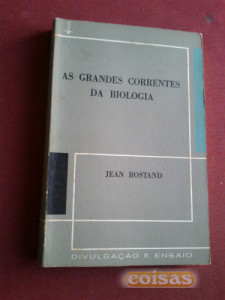 AS GRANDES CORRENTES
DA BIOLOGIA
JEAN ROSTAND
DIVULGAÇÃO E ENSAIO
coisas